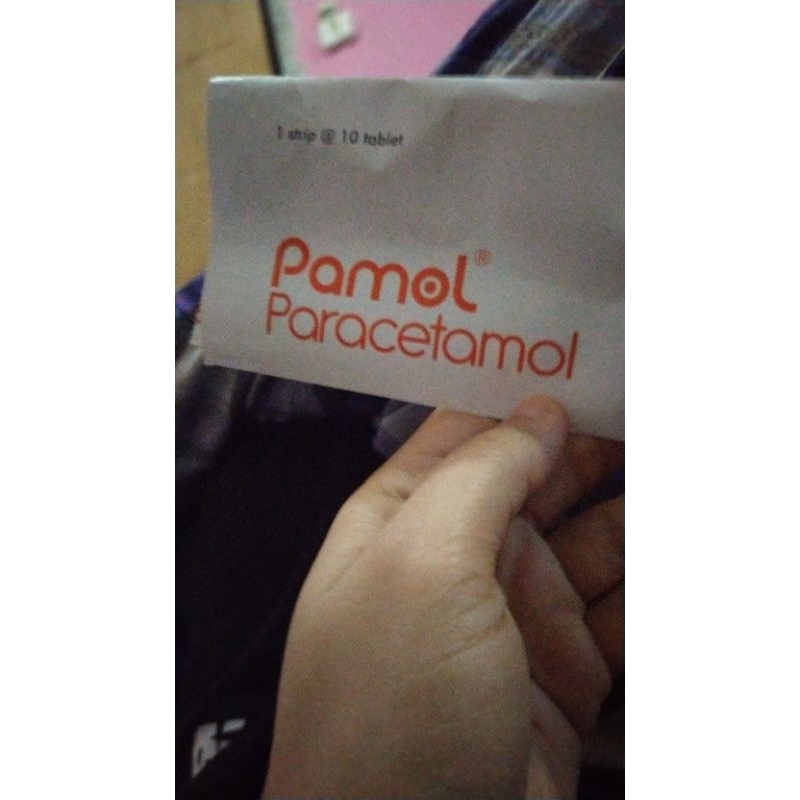 1 strip @ 10 tablet
Pamol®
Paracetamol